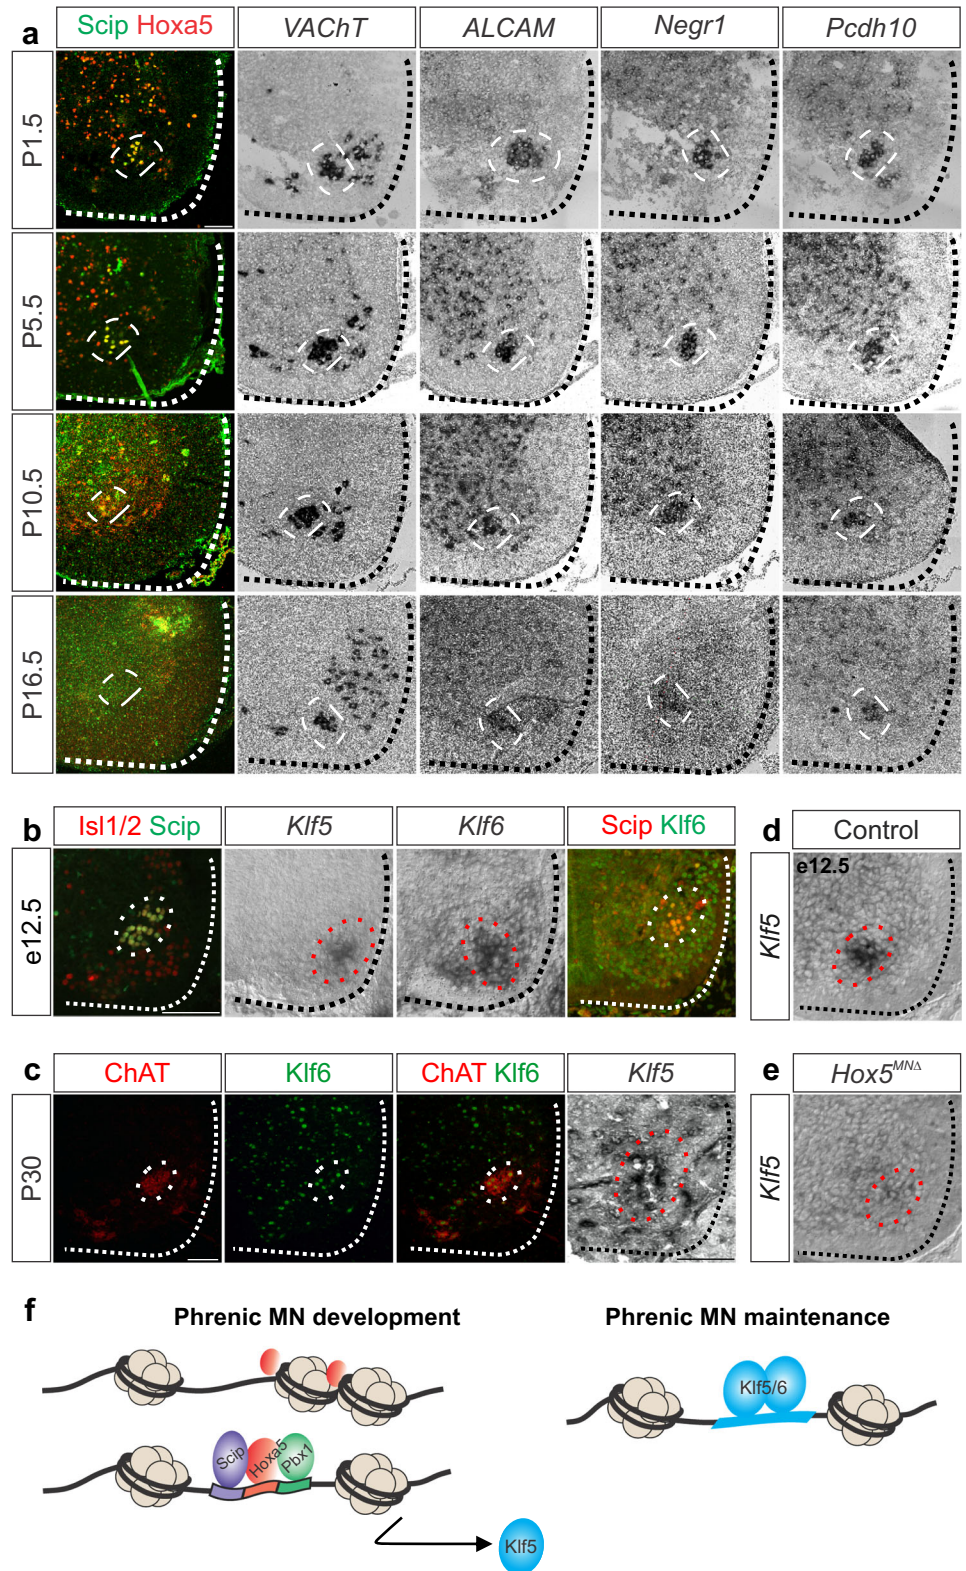 a
Scip Hoxa5
VAChT
ALCAM
Negr1
Pcdh10
P1.5
P5.5
P10.5
P16.5
b
Isl1/2 Scip
Klf5
Klf6
Scip Klf6
e12.5
d
Control
e12.5
Klf5
c
ChAT
Klf6
ChAT Klf6
Klf5
P30
e
Hox5MNΔ
Klf5
f
Phrenic MN development
Phrenic MN maintenance
Klf5/6
Scip
Hoxa5
Pbx1
Klf5